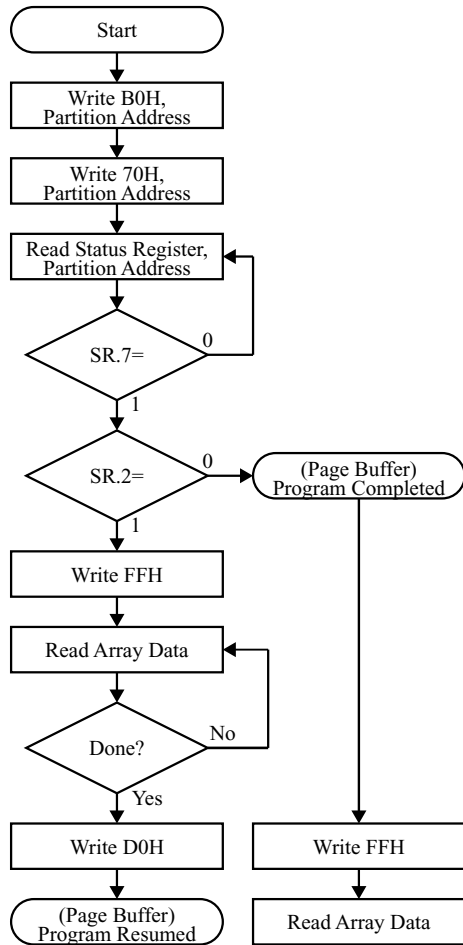 Start
Write B0H,
Partition Address
Write 70H,
Partition Address
Read Status Register,
Partition Address
SR.7=
0
1
SR.2=
0
(Page Buffer)
Program Completed
1
Write FFH
Read Array Data
Done?
No
Yes
Write D0H
Write FFH
(Page Buffer)
Program Resumed
Read Array Data